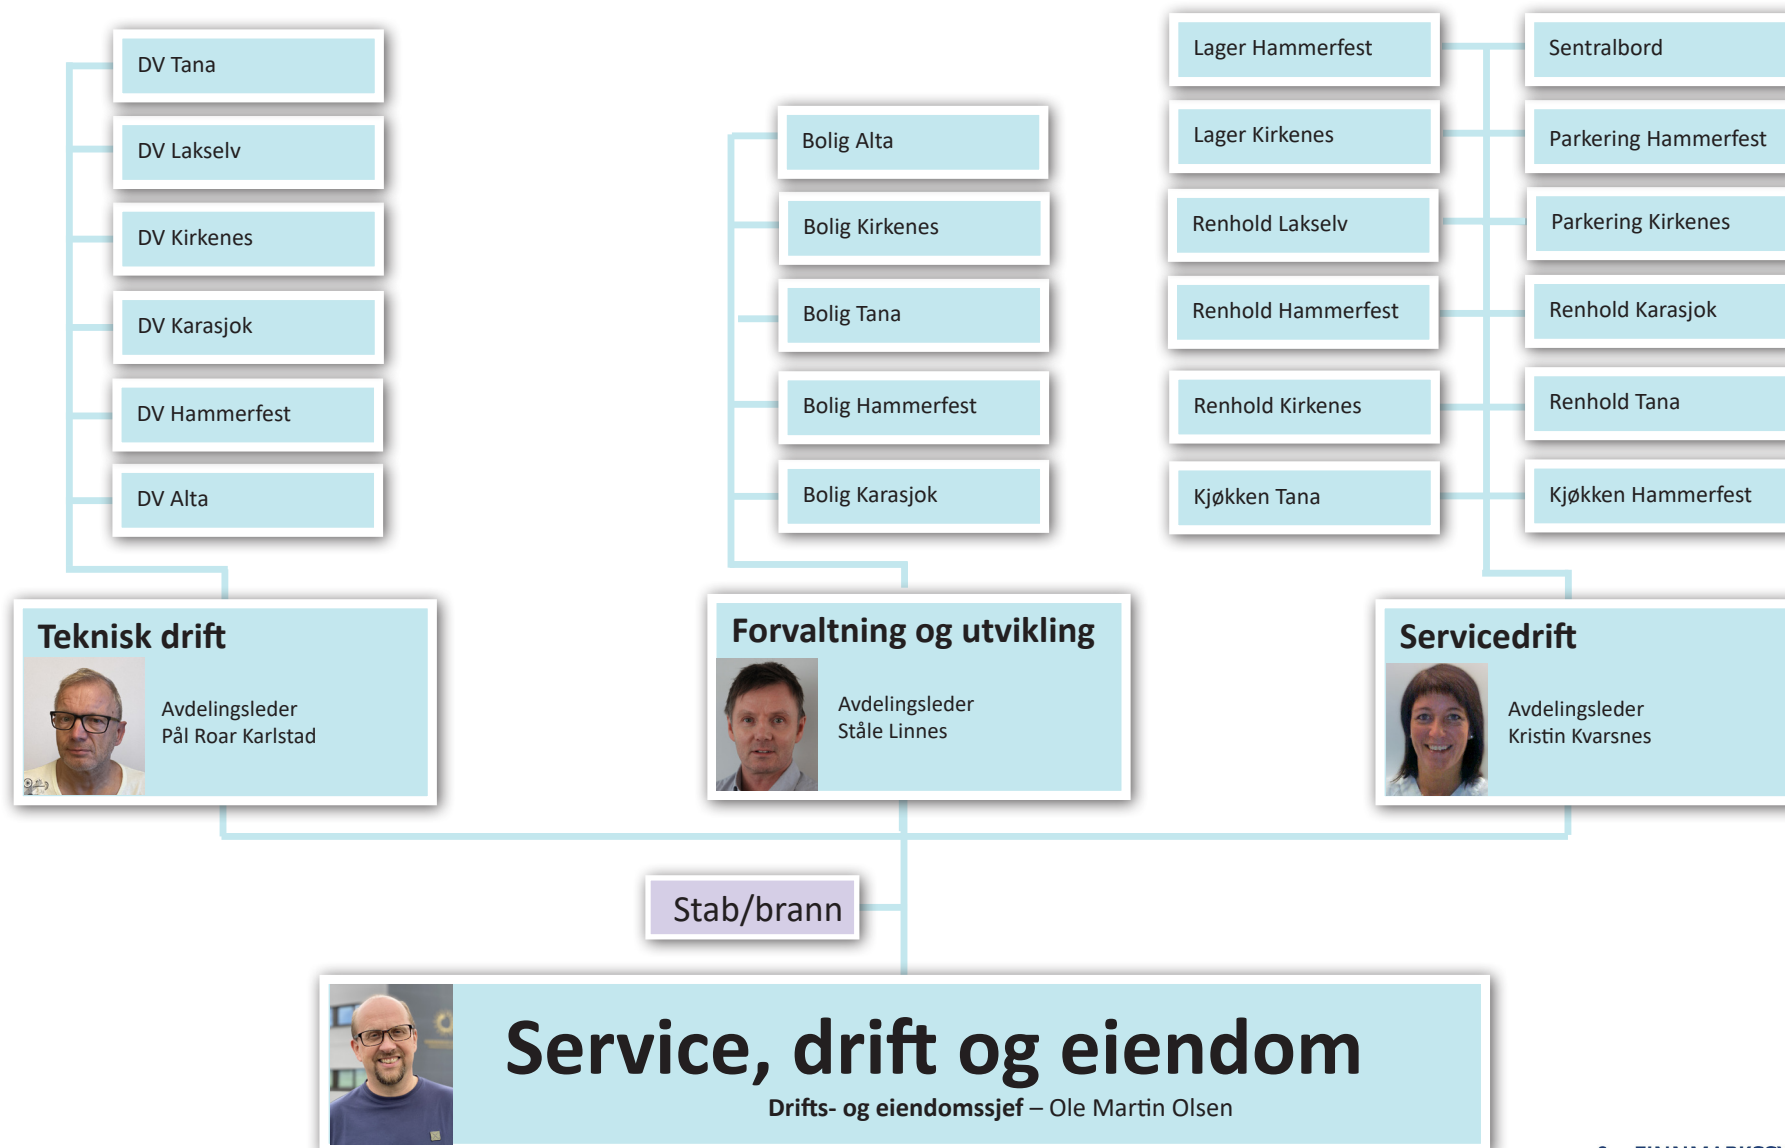 DV Tana
DV Lakselv
DV Kirkenes
DV Karasjok
DV Hammerfest
DV Alta
Bolig Alta
Bolig Kirkenes
Bolig Tana
Bolig Hammerfest
Bolig Karasjok
Lager Hammerfest
Lager Kirkenes
Renhold Lakselv
Renhold Hammerfest
Renhold Kirkenes
Kjøkken Tana
Sentralbord
Parkering Hammerfest
Parkering Kirkenes
Renhold Karasjok
Renhold Tana
Kjøkken Hammerfest
Teknisk drift
Avdelingsleder
Pål Roar Karlstad
Forvaltning og utvikling
Avdelingsleder
Ståle Linnes
Servicedrift
Avdelingsleder
Kristin Kvarsnes
Stab/brann
Service, drift og eiendom
Drifts- og eiendomssjef – Ole Martin Olsen